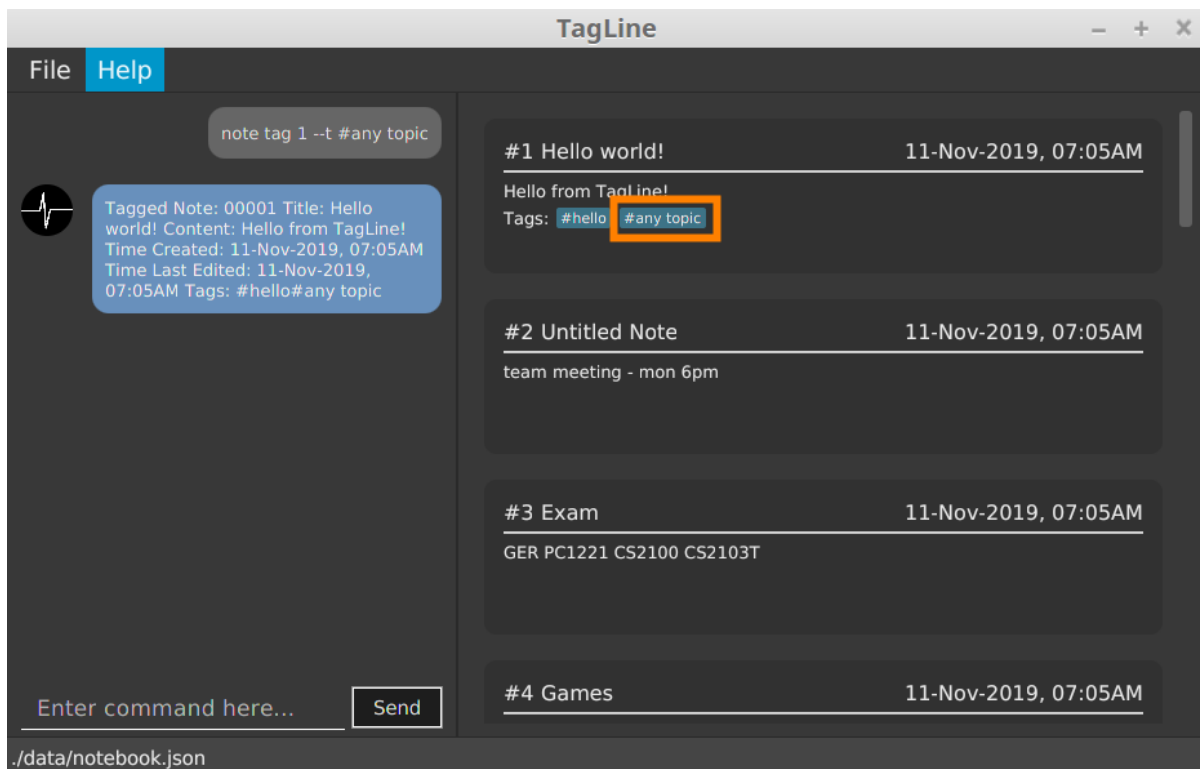 TagLine
File Help
note tag 1 --t #any topic
Tagged Note: 00001 Title: Hello
world! Content: Hello from TagLine!
Time Created: 11-Nov-2019, 07:05AM
Time Last Edited: 11-Nov-2019,
07:05AM Tags: #hello#any topic
Enter command here...
Send
#1 Hello world! 11-Nov-2019, 07:05AM
Hello from TagLine!
Tags: #hello #any topic
#2 Untitled Note 11-Nov-2019, 07:05AM
team meeting - mon 6pm
#3 Exam 11-Nov-2019, 07:05AM
GER PC1221 CS2100 CS2103T
#4 Games 11-Nov-2019, 07:05AM
./data/notebook.json